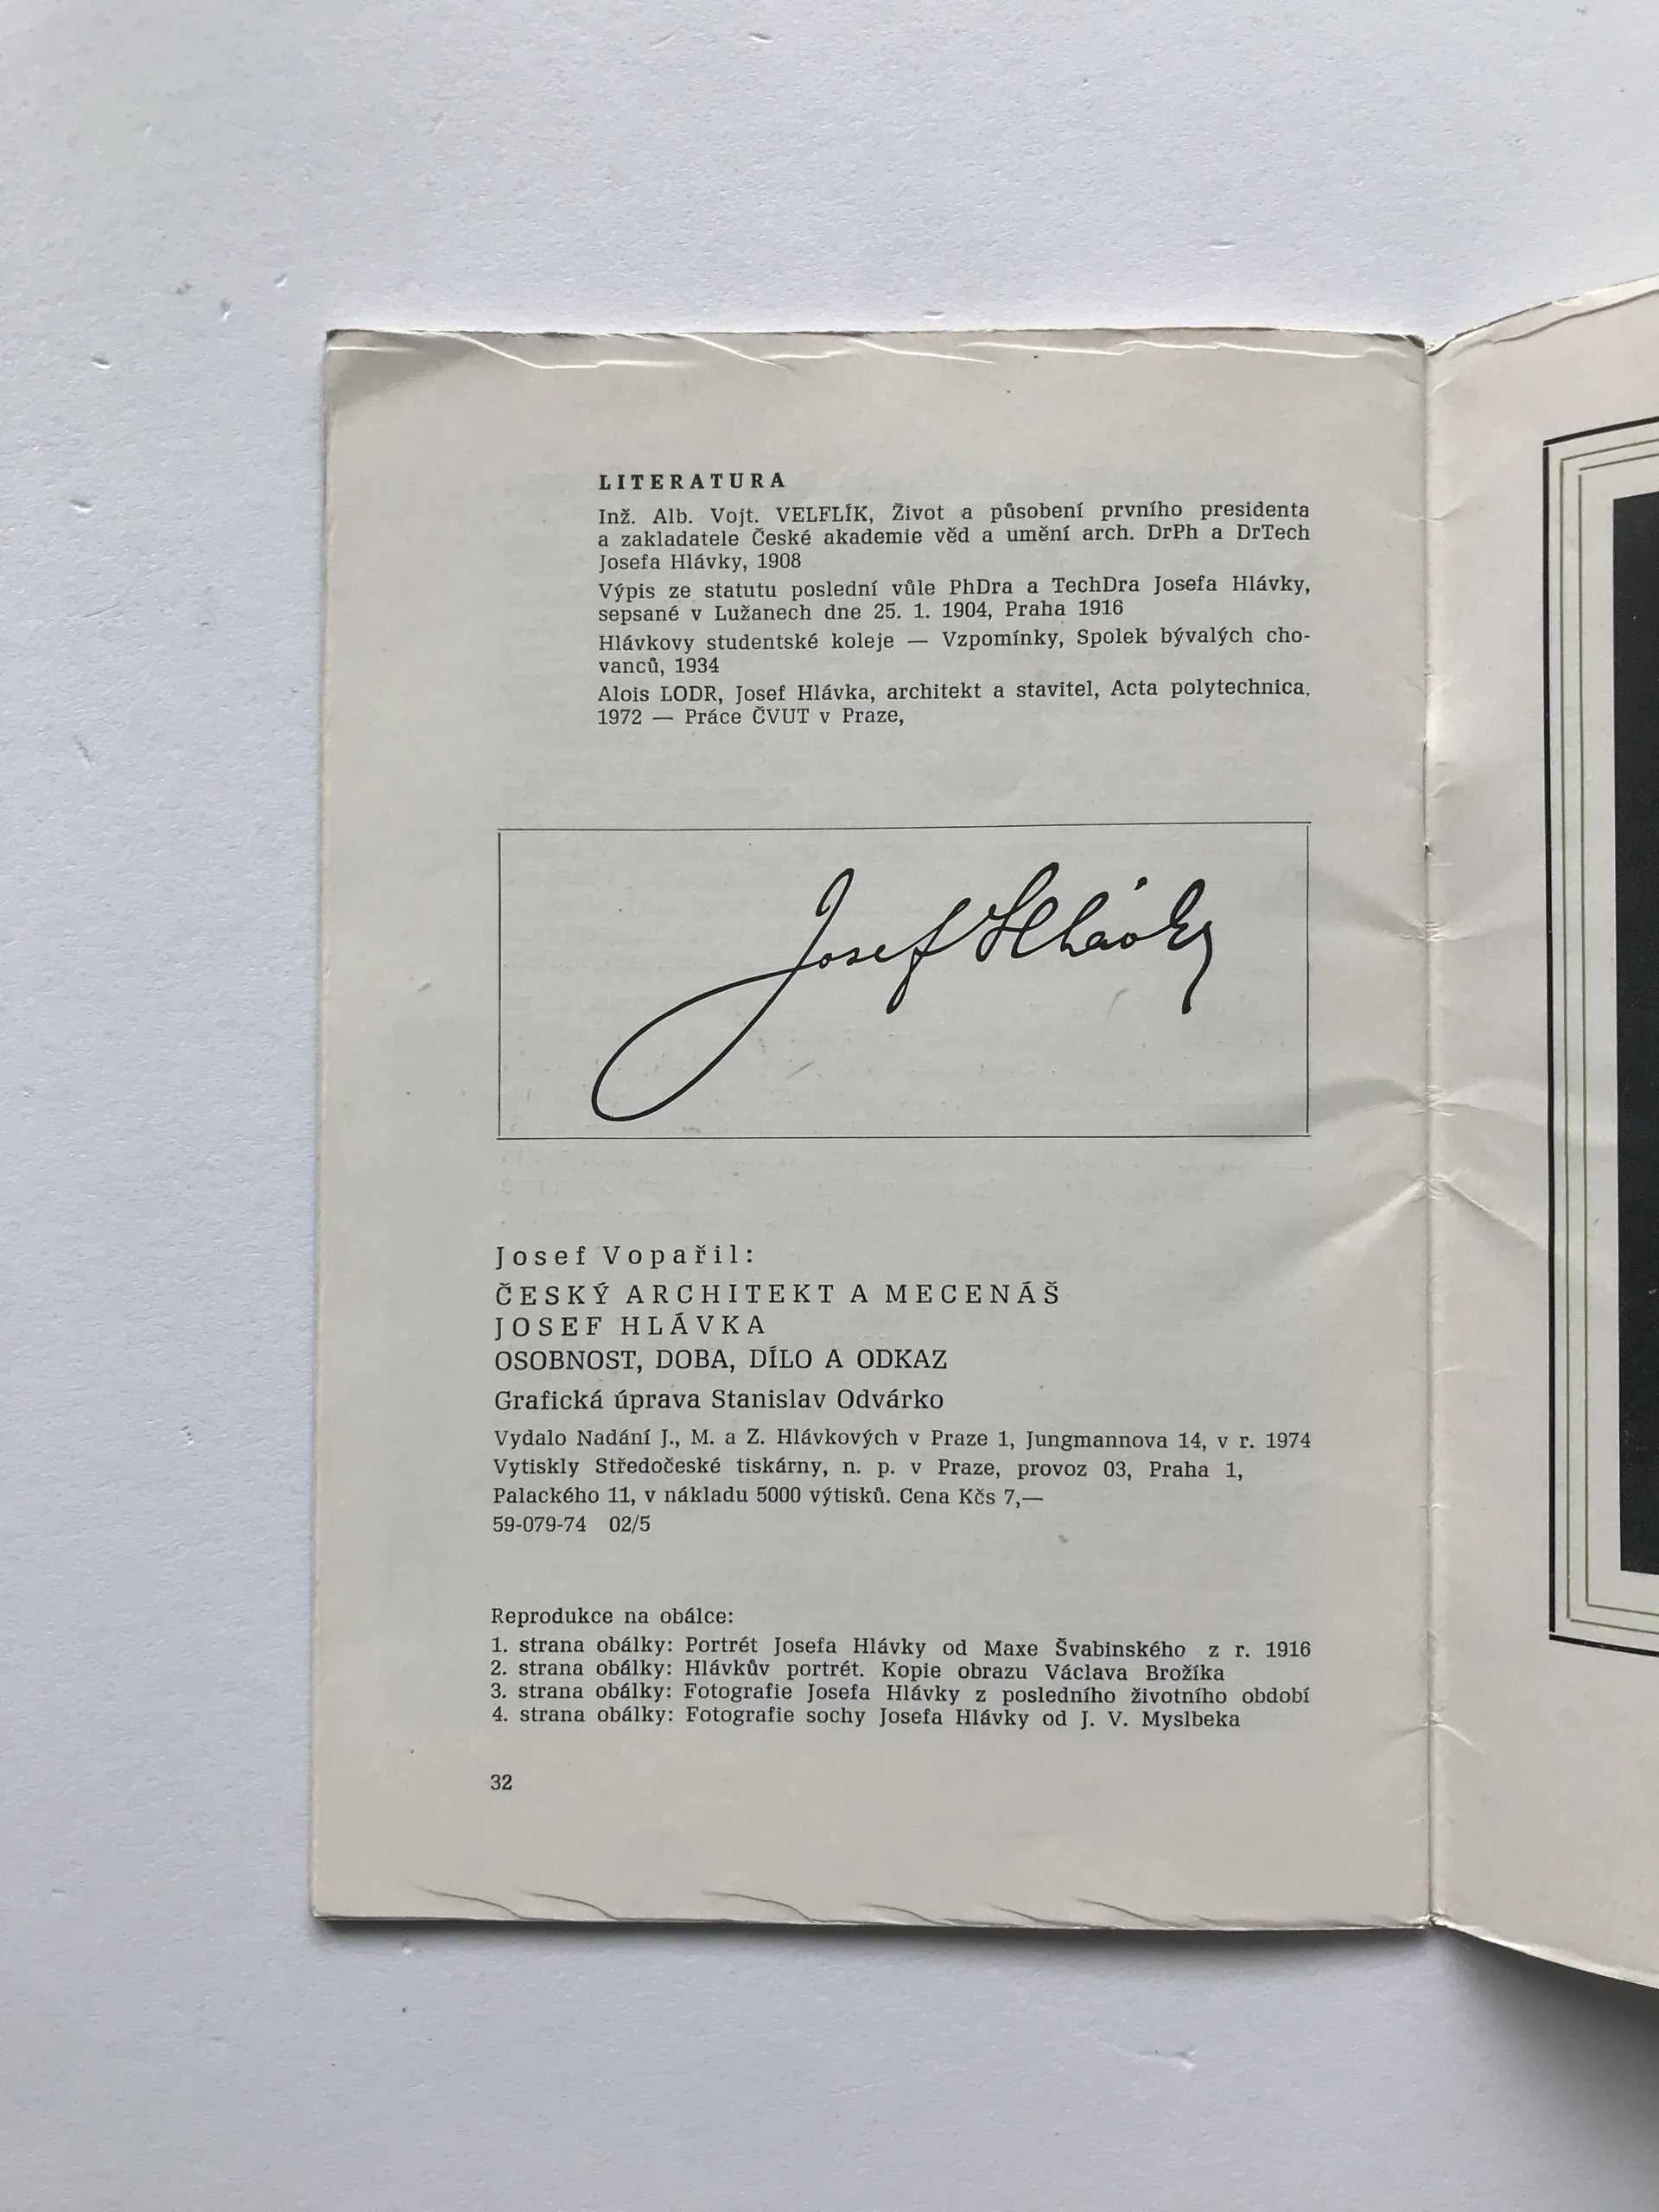 LITERATURA
Inž. Alb. Vojt. VELFLÍK, Život a působení prvního presidenta
a zakladatele České akademie věd a umění arch. DrPh a DrTech
Josefa Hlávky, 1908
Výpis ze statutu poslední vůle PhDra a TechDra Josefa Hlávky,
sepsané v Lužanech dne 25. 1. 1904, Praha 1916
Hlávkovy studentské koleje — Vzpomínky, Spolek bývalých cho-
vanců, 1934
Alois LODR, Josef Hlávka, architekt a stavitel, Acta polytechnica,
1972 — Práce ČVUT v Praze,
Josef Hlávka
Josef Vopařil:
ČESKÝ ARCHITEKT A MECENÁŠ
JOSEF HLÁVKA
OSOBNOST, DOBA, DÍLO A ODKAZ
Grafická úprava Stanislav Odvárko
Vydalo Nadání J., M. a Z. Hlávkových v Praze 1, Jungmannova 14, v r. 1974
Vytiskly Středočeské tiskárny, n. p. v Praze, provoz 03, Praha 1,
Palackého 11, v nákladu 5000 výtisků. Cena Kčs 7,—
59-079-74 02/5
Reprodukce na obálce:
1. strana obálky: Portrét Josefa Hlávky od Maxe Švabinského z r. 1916
2. strana obálky: Hlávkův portrét. Kopie obrazu Václava Brožíka
3. strana obálky: Fotografie Josefa Hlávky z posledního životního období
4. strana obálky: Fotografie sochy Josefa Hlávky od J. V. Myslbeka
32